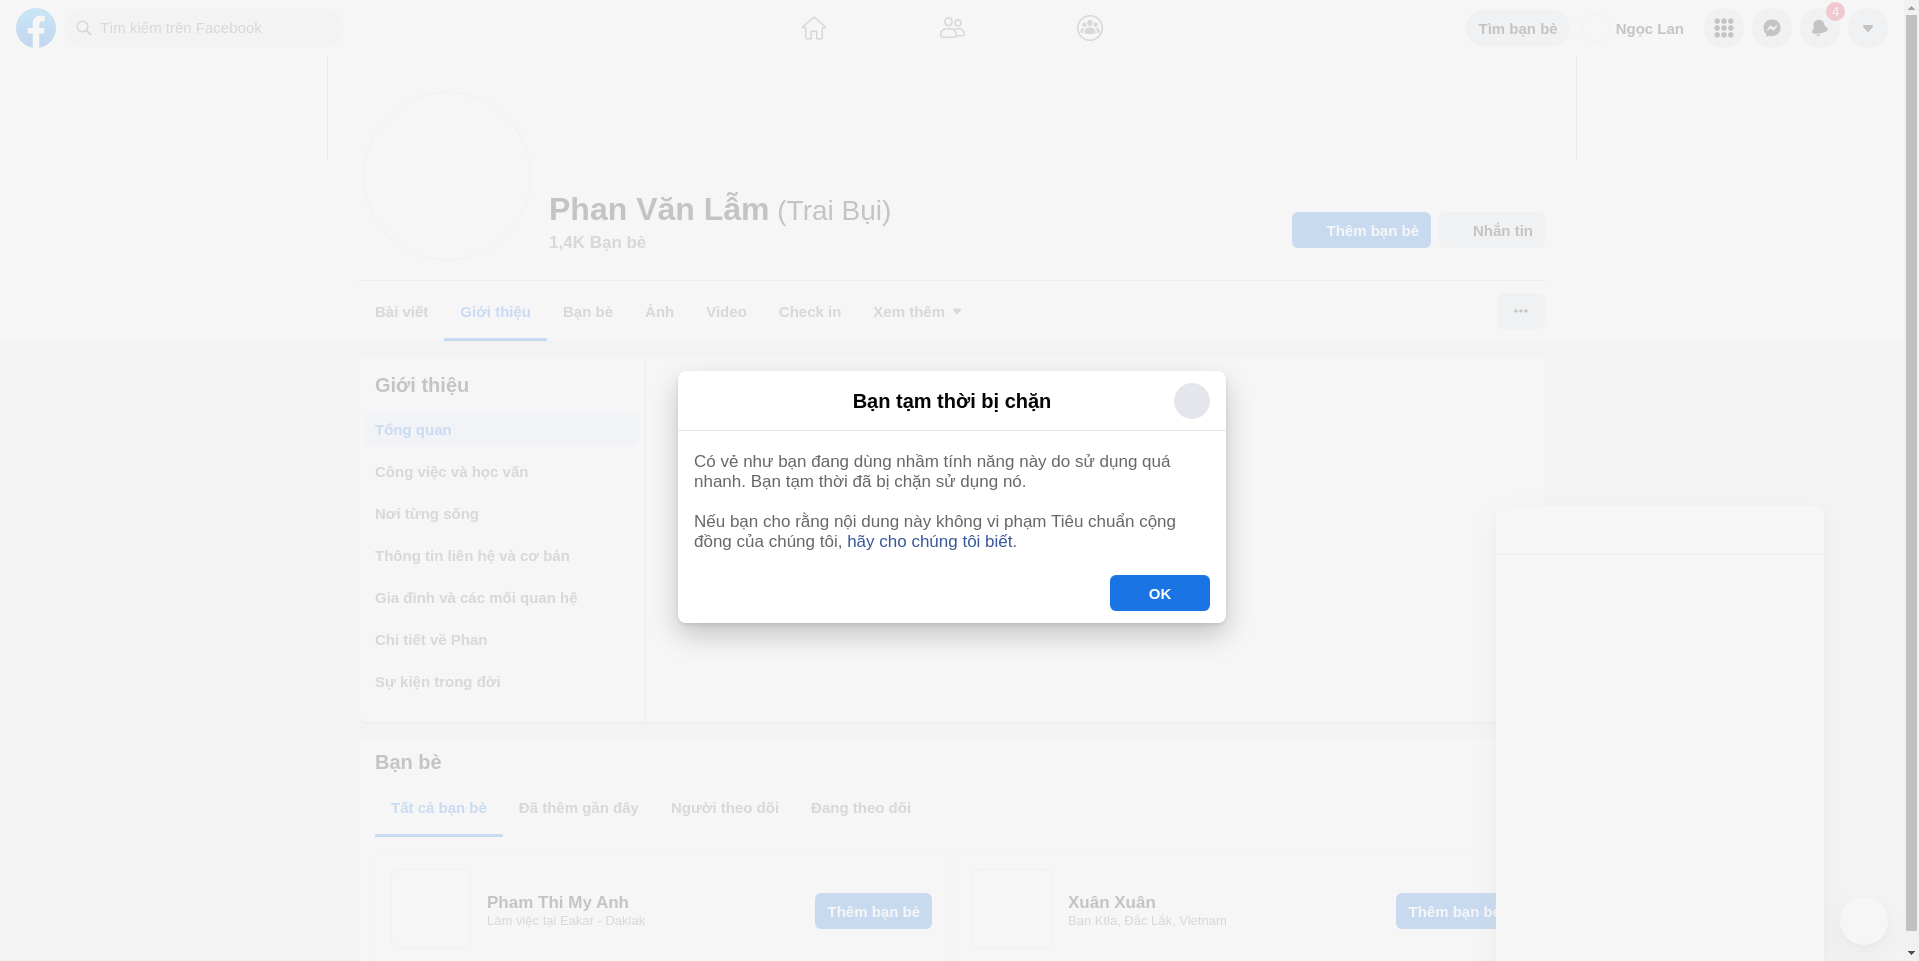 Tìm kiếm trên Facebook
Tìm bạn bè
Ngọc Lan
4
Phan Văn Lẫm (Trai Bụi)
1,4K Bạn bè
Thêm bạn bè
Nhắn tin
Bài viết
Giới thiệu
Bạn bè
Ảnh
Video
Check in
Xem thêm
Giới thiệu
Tổng quan
Công việc và học vấn
Nơi từng sống
Thông tin liên hệ và cơ bản
Gia đình và các mối quan hệ
Chi tiết về Phan
Sự kiện trong đời
Bạn tạm thời bị chặn
Có vẻ như bạn đang dùng nhầm tính năng này do sử dụng quá
nhanh. Bạn tạm thời đã bị chặn sử dụng nó.
Nếu bạn cho rằng nội dung này không vi phạm Tiêu chuẩn cộng
đồng của chúng tôi, hãy cho chúng tôi biết.
OK
Bạn bè
Tất cả bạn bè
Đã thêm gần đây
Người theo dõi
Đang theo dõi
Pham Thi My Anh
Làm việc tại Eakar - Daklak
Thêm bạn bè
Xuân Xuân
Ban Ktla, Đắc Lắk, Vietnam
Thêm bạn bè